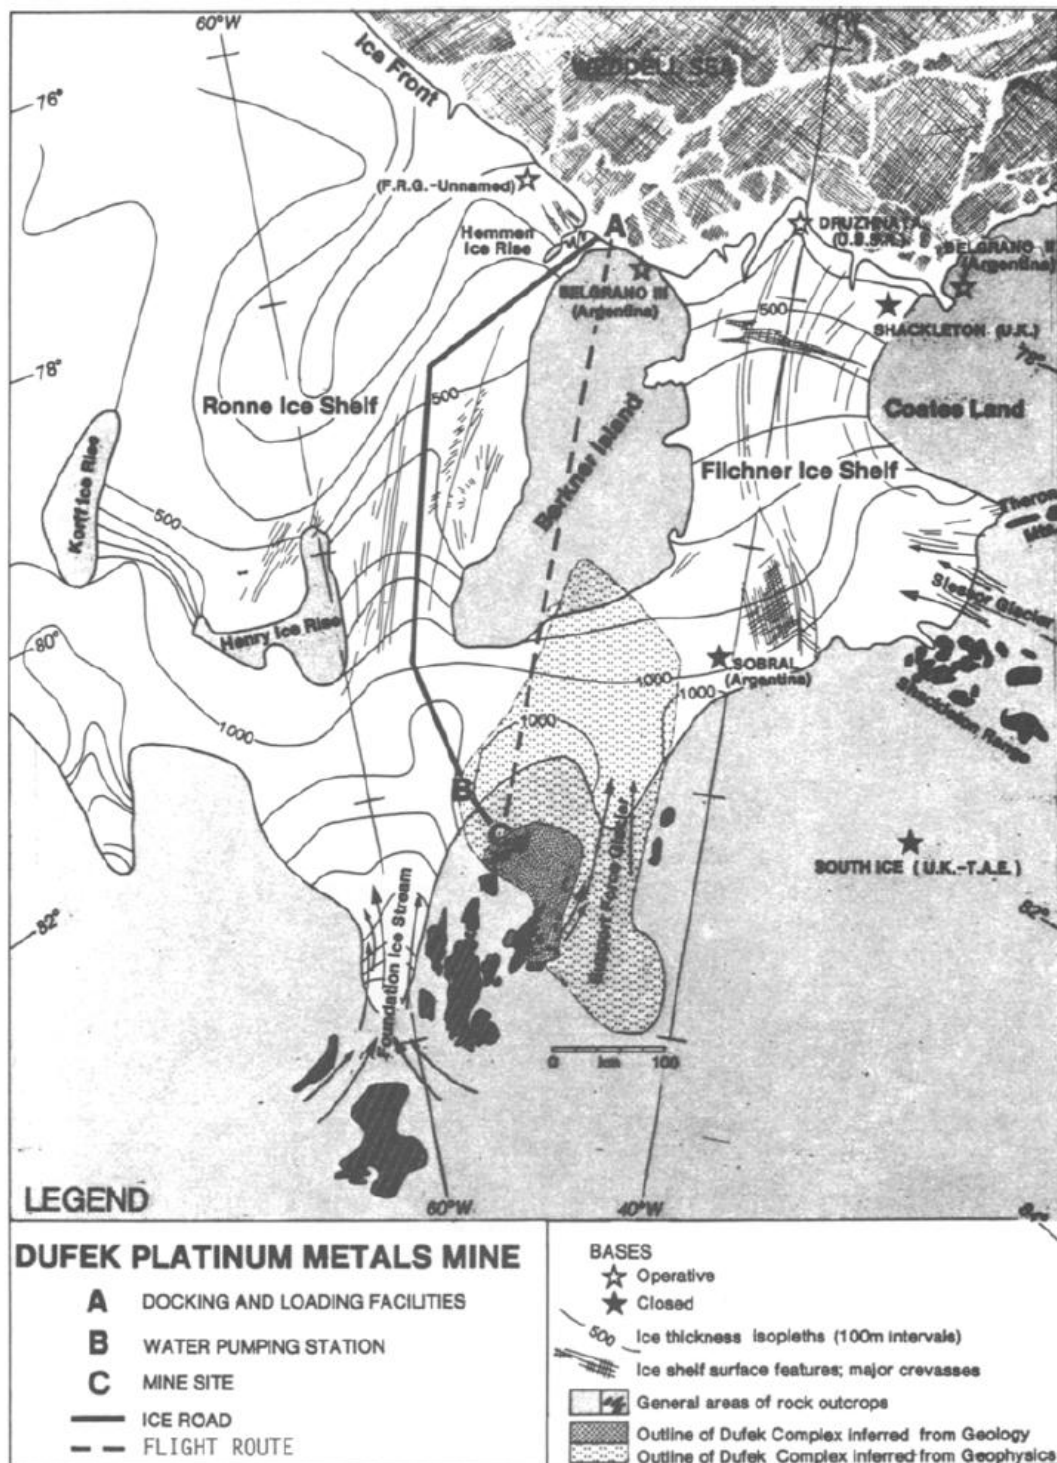 60°W
40°W
WEDDELL SEA
Ice Front
76°
(F.R.G.-Unnamed)
Hemmen
Ice Rise
A
DRUZHNAYA
(U.S.S.R.)
BELGRANO II
(Argentina)
BELGRANO III
(Argentina)
500
SHACKLETON (U.K.)
78°
78°
Ronne Ice Shelf
500
Coates Land
Berkner Island
Filchner Ice Shelf
Korff Ice Rise
500
Theron
Mts
Slessor Glacier
Henry Ice Rise
80°
SOBRAL
(Argentina)
1000
1000
1000
1000
Shackleton Range
B
C
Support Force Glacier
SOUTH ICE (U.K.-T.A.E.)
82°
82°
Foundation Ice Stream
0 km 100
60°W
40°W
LEGEND
DUFEK PLATINUM METALS MINE
A DOCKING AND LOADING FACILITIES
B WATER PUMPING STATION
C MINE SITE
ICE ROAD
FLIGHT ROUTE
BASES
Operative
Closed
500 Ice thickness isopleths (100m intervals)
Ice shelf surface features; major crevasses
General areas of rock outcrops
Outline of Dufek Complex inferred from Geology
Outline of Dufek Complex inferred from Geophysics